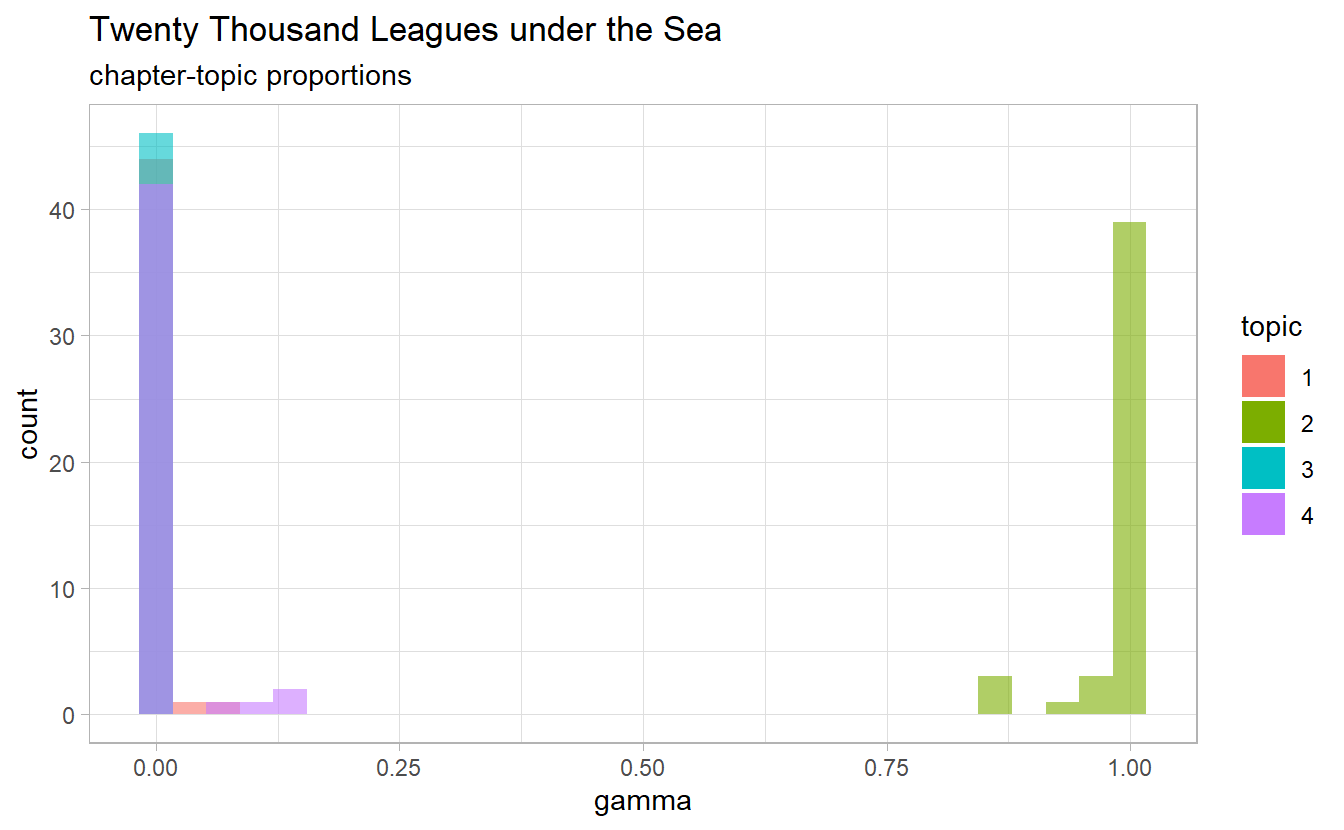 Twenty Thousand Leagues under the Sea
chapter-topic proportions
count
40
30
20
10
0
0.00 0.25 0.50 0.75 1.00
gamma
topic
1
2
3
4